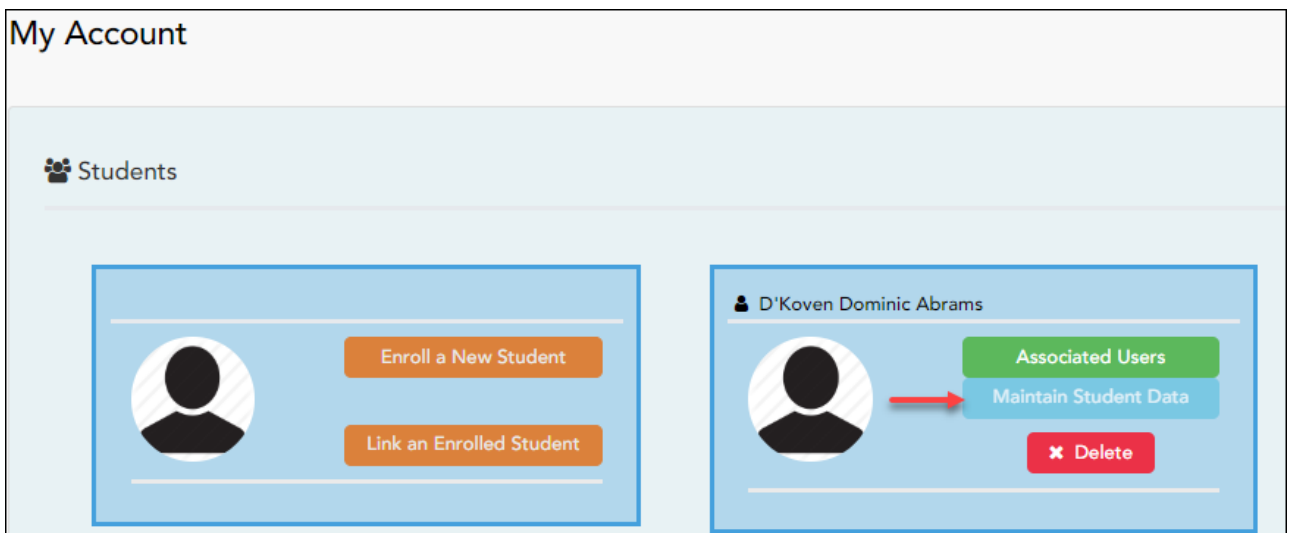 My Account
Students
Enroll a New Student
Link an Enrolled Student
D'Koven Dominic Abrams
Associated Users
Maintain Student Data
✖ Delete